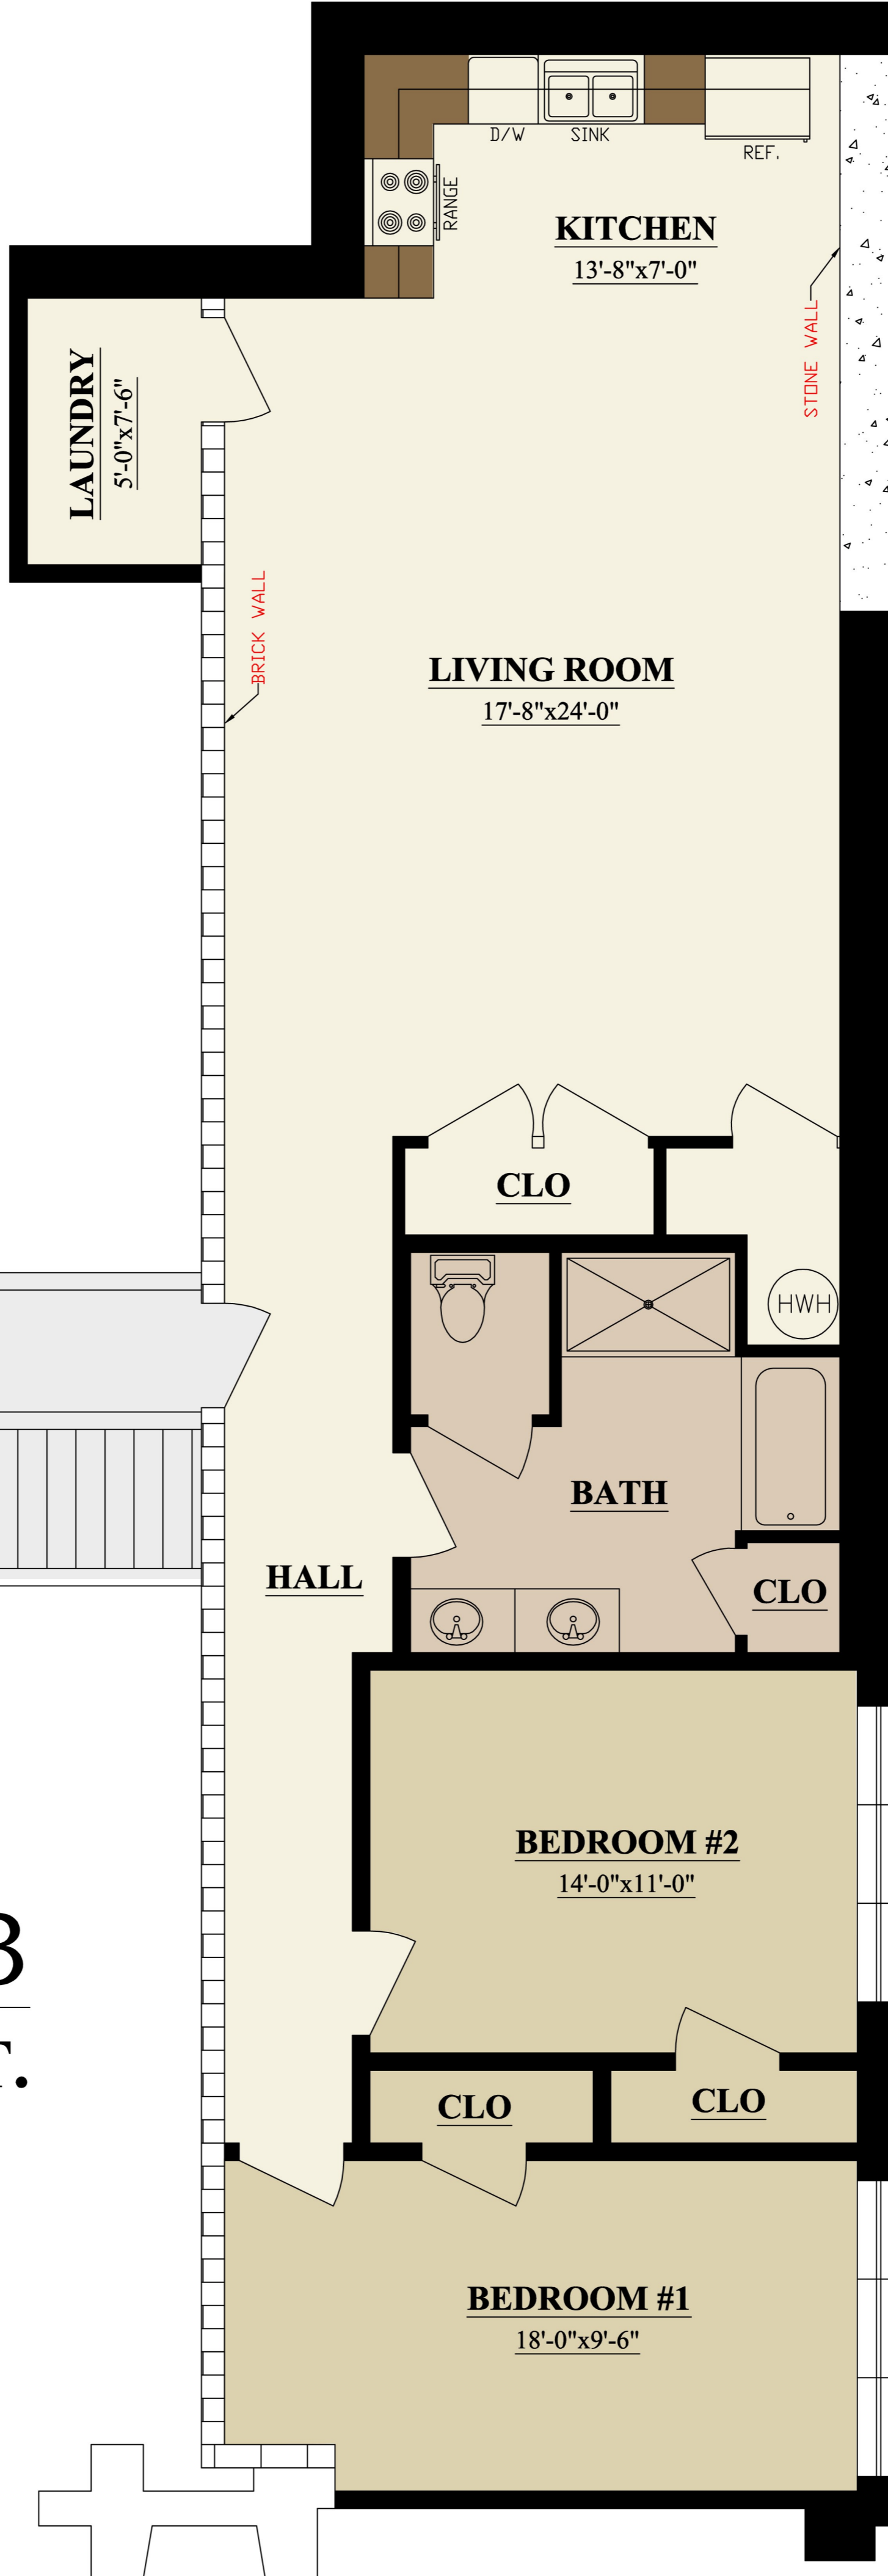 D/W
SINK
REF.
RANGE
KITCHEN
13'-8"x7'-0"
STONE WALL
LAUNDRY
5'-0"x7'-6"
BRICK WALL
LIVING ROOM
17'-8"x24'-0"
CLO
HWH
BATH
HALL
CLO
BEDROOM #2
14'-0"x11'-0"
CLO
CLO
BEDROOM #1
18'-0"x9'-6"